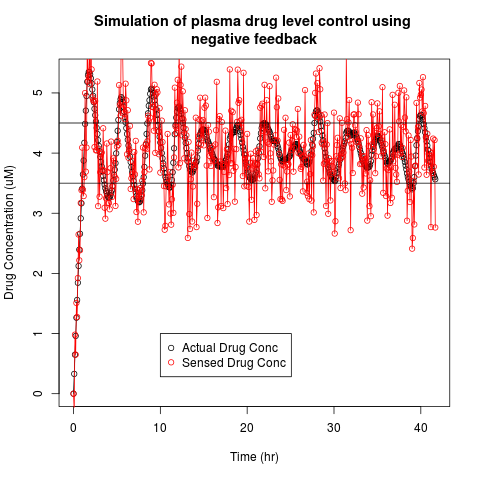 Simulation of plasma drug level control using
negative feedback
Drug Concentration (uM)
5
4
3
2
1
0
Actual Drug Conc
Sensed Drug Conc
0 10 20 30 40
Time (hr)